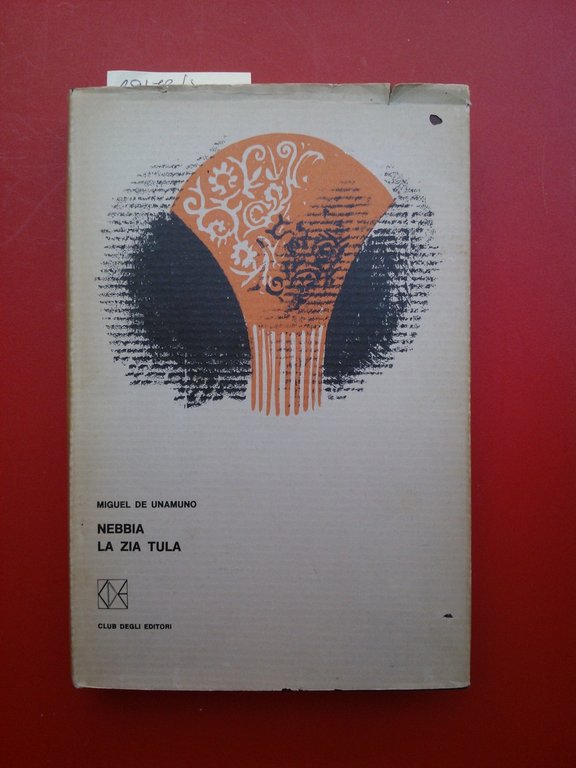 MIGUEL DE UNAMUNO
NEBBIA
LA ZIA TULA
CLUB DEGLI EDITORI